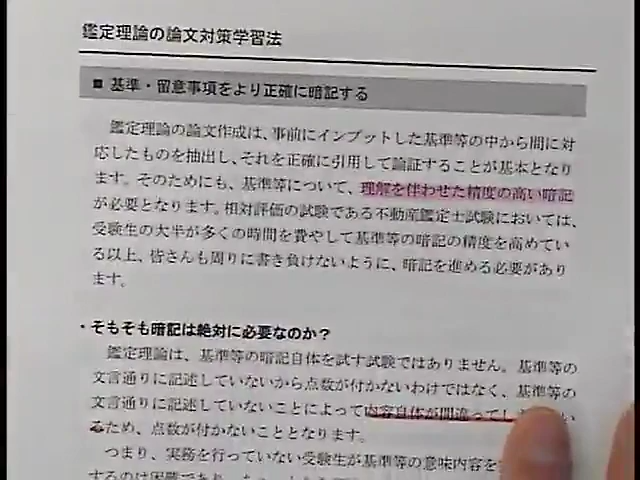 鑑定理論の論文対策学習法
■ 基準・留意事項をより正確に暗記する
鑑定理論の論文作成は、事前にインプットした基準等の中から問に対
応したものを抽出し、それを正確に引用して論証することが基本となり
ます。そのためにも、基準等について、理解を伴わせた精度の高い暗記
が必要となります。相対評価の試験である不動産鑑定士試験においては、
受験生の大半が多くの時間を費やして基準等の暗記の精度を高めてい
る以上、皆さんも周りに書き負けないように、暗記を進める必要があり
ます。
・そもそも暗記は絶対に必要なのか?
鑑定理論は、基準等の暗記自体を試す試験ではありません。基準等の
文言通りに記述していないから点数が付かないわけではなく、基準等の
文言通りに記述していないことによって内容自体が間違ってし
るため、点数が付かないこととなります。
つまり、実務を行っていない受験生が基準等の意味内容を
するのは困難であり